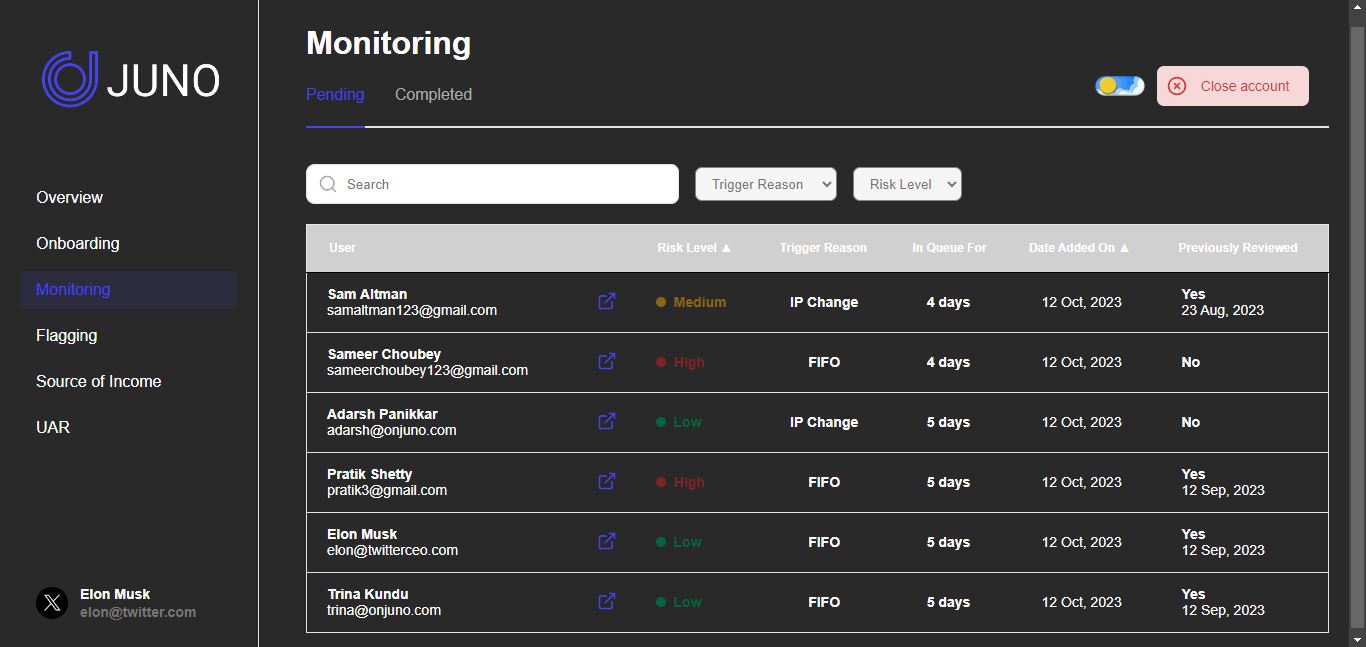 JUNO
Overview
Onboarding
Monitoring
Flagging
Source of Income
UAR
Elon Musk
elon@twitter.com
Monitoring
Pending Completed
Close account
Search Trigger Reason Risk Level
User Risk Level ▲ Trigger Reason In Queue For Date Added On ▲ Previously Reviewed
Sam Altman
samaltman123@gmail.com
Medium IP Change 4 days 12 Oct, 2023
Yes
23 Aug, 2023
Sameer Choubey
sameerchoubey123@gmail.com
High FIFO 4 days 12 Oct, 2023 No
Adarsh Panikkar
adarsh@onjuno.com
Low IP Change 5 days 12 Oct, 2023 No
Pratik Shetty
pratik3@gmail.com
High FIFO 5 days 12 Oct, 2023
Yes
12 Sep, 2023
Elon Musk
elon@twitterceo.com
Low FIFO 5 days 12 Oct, 2023
Yes
12 Sep, 2023
Trina Kundu
trina@onjuno.com
Low FIFO 5 days 12 Oct, 2023
Yes
12 Sep, 2023